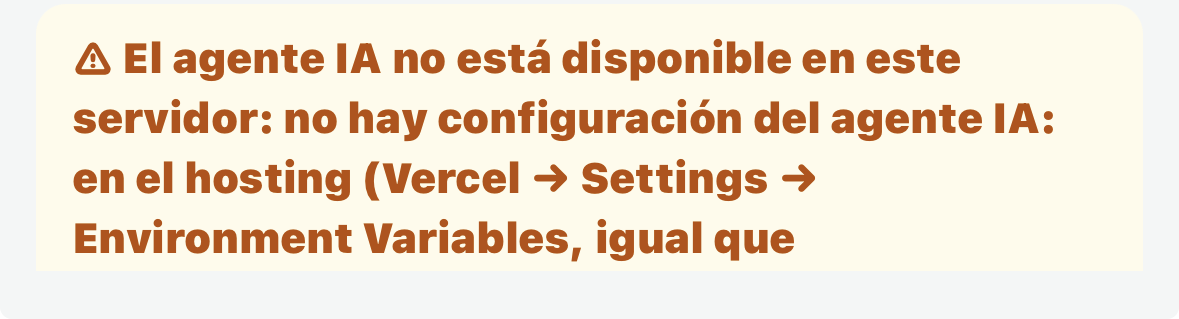 ⚠ El agente IA no está disponible en este
servidor: no hay configuración del agente IA:
en el hosting (Vercel → Settings →
Environment Variables, igual que